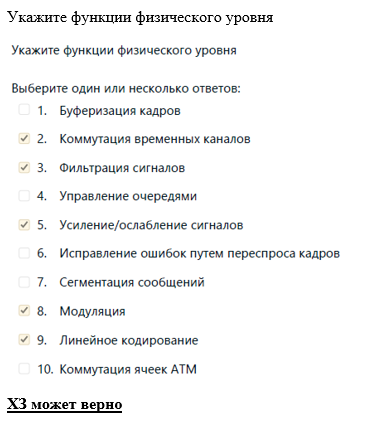 Укажите функции физического уровня
Укажите функции физического уровня
Выберите один или несколько ответов:
1. Буферизация кадров
2. Коммутация временных каналов
3. Фильтрация сигналов
4. Управление очередями
5. Усиление/ослабление сигналов
6. Исправление ошибок путем переспроса кадров
7. Сегментация сообщений
8. Модуляция
9. Линейное кодирование
10. Коммутация ячеек ATM
ХЗ может верно